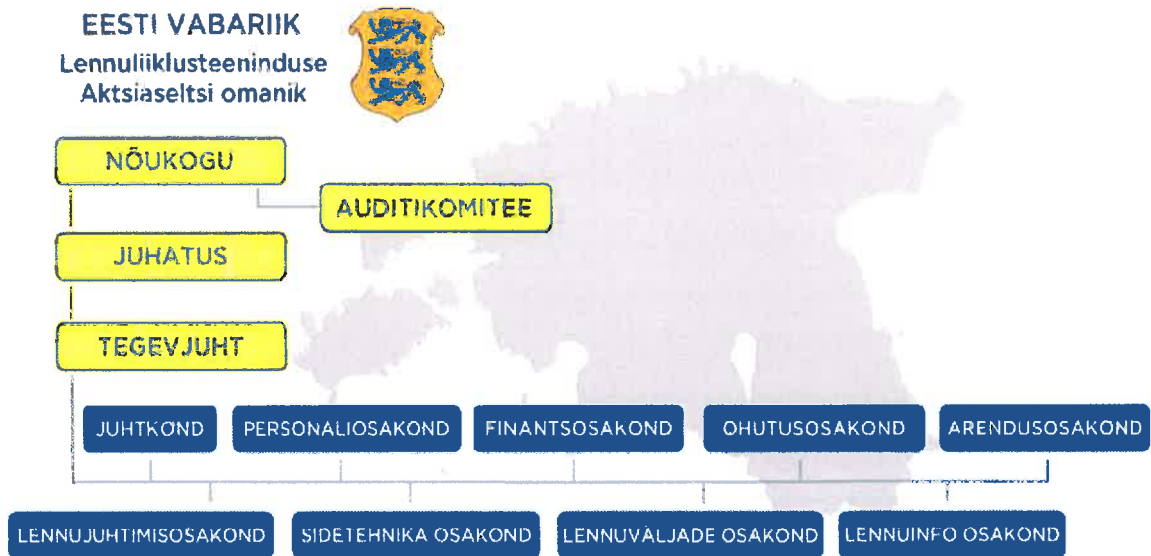 EESTI VABARIIK
Lennuliiklusteeninduse
Aktsiaseltsi omanik
NÕUKOGU
AUDITIKOMITEE
JUHATUS
TEGEVJUHT
JUHTKOND
PERSONALIOSAKOND
FINANTSOSAKOND
OHUTUSOSAKOND
ARENDUSOSAKOND
LENNUJUHTIMISOSAKOND
SIDETEHNIKA OSAKOND
LENNUVÄLJADE OSAKOND
LENNUINFO OSAKOND